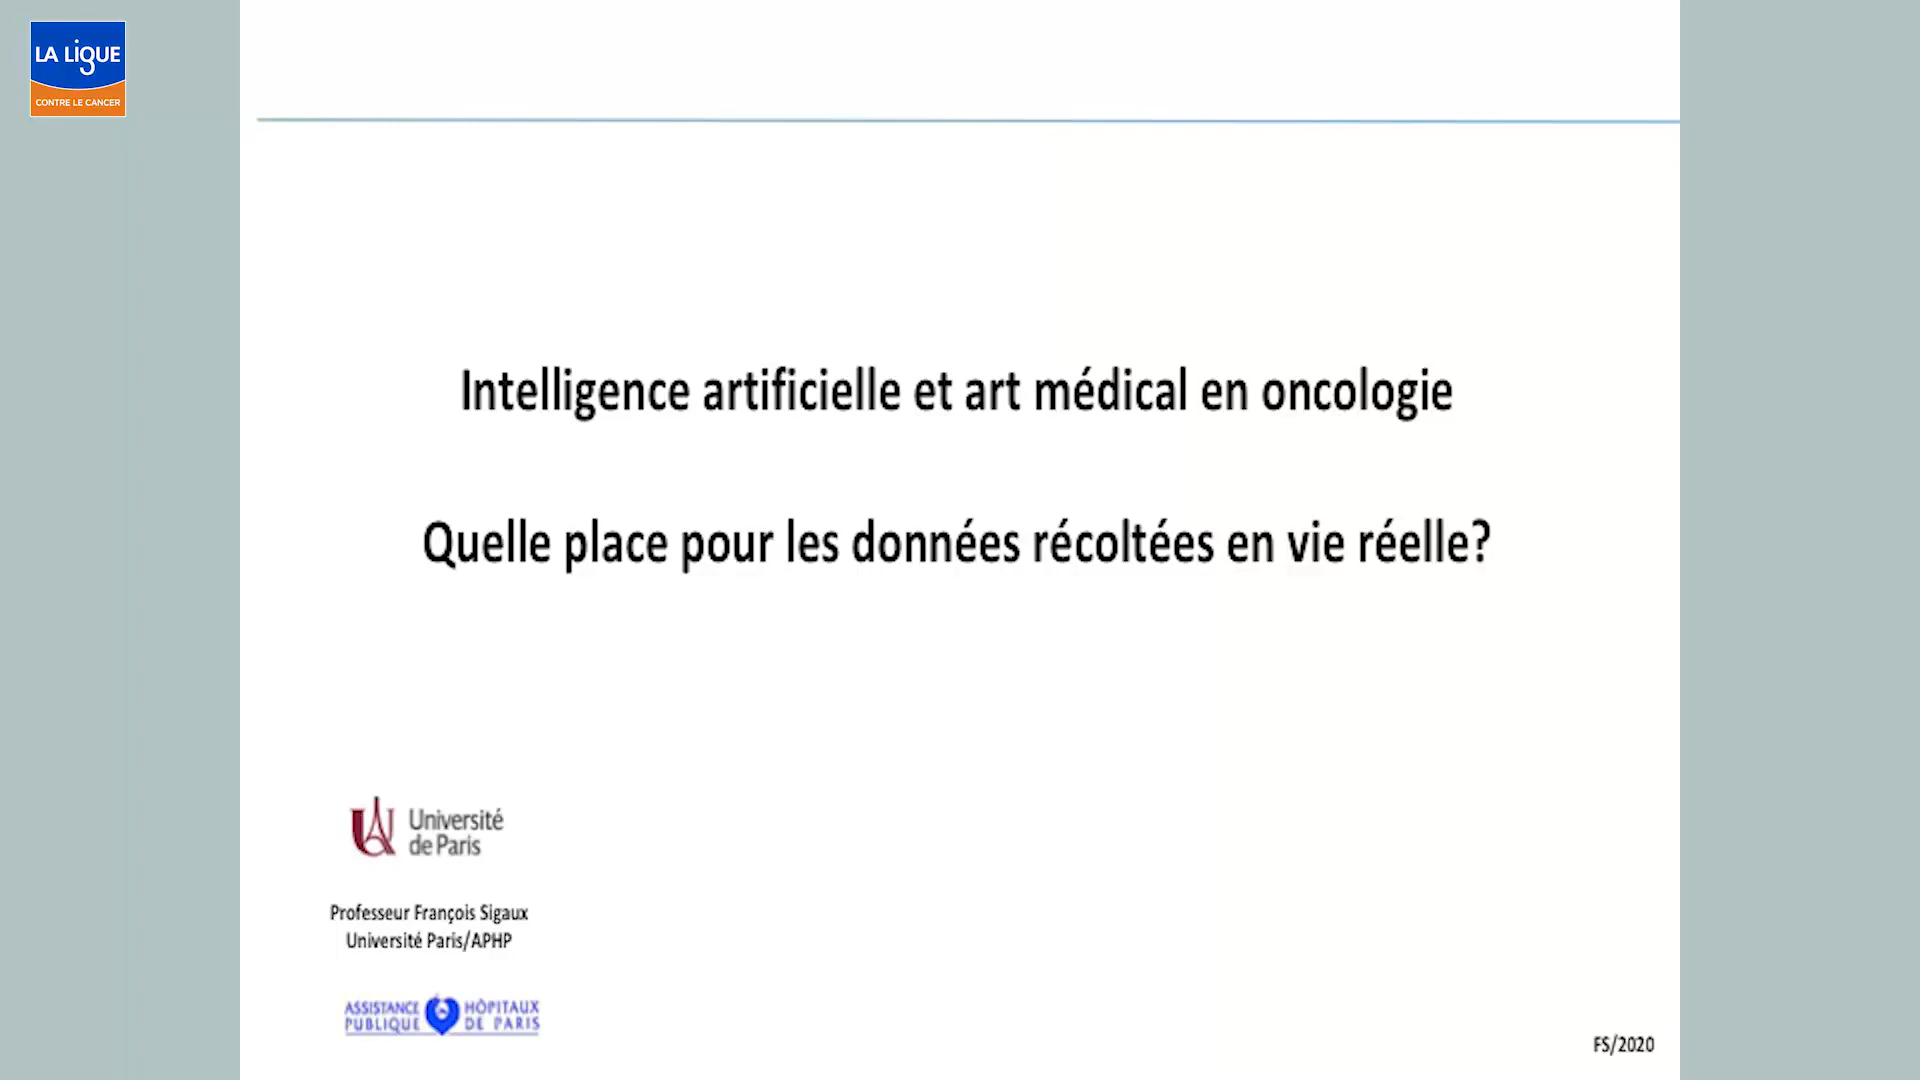 LA LIGUE
CONTRE LE CANCER
Intelligence artificielle et art médical en oncologie
Quelle place pour les données récoltées en vie réelle?
Université
de Paris
Professeur François Sigaux
Université Paris/APHP
ASSISTANCE HÔPITAUX
PUBLIQUE DE PARIS
FS/2020